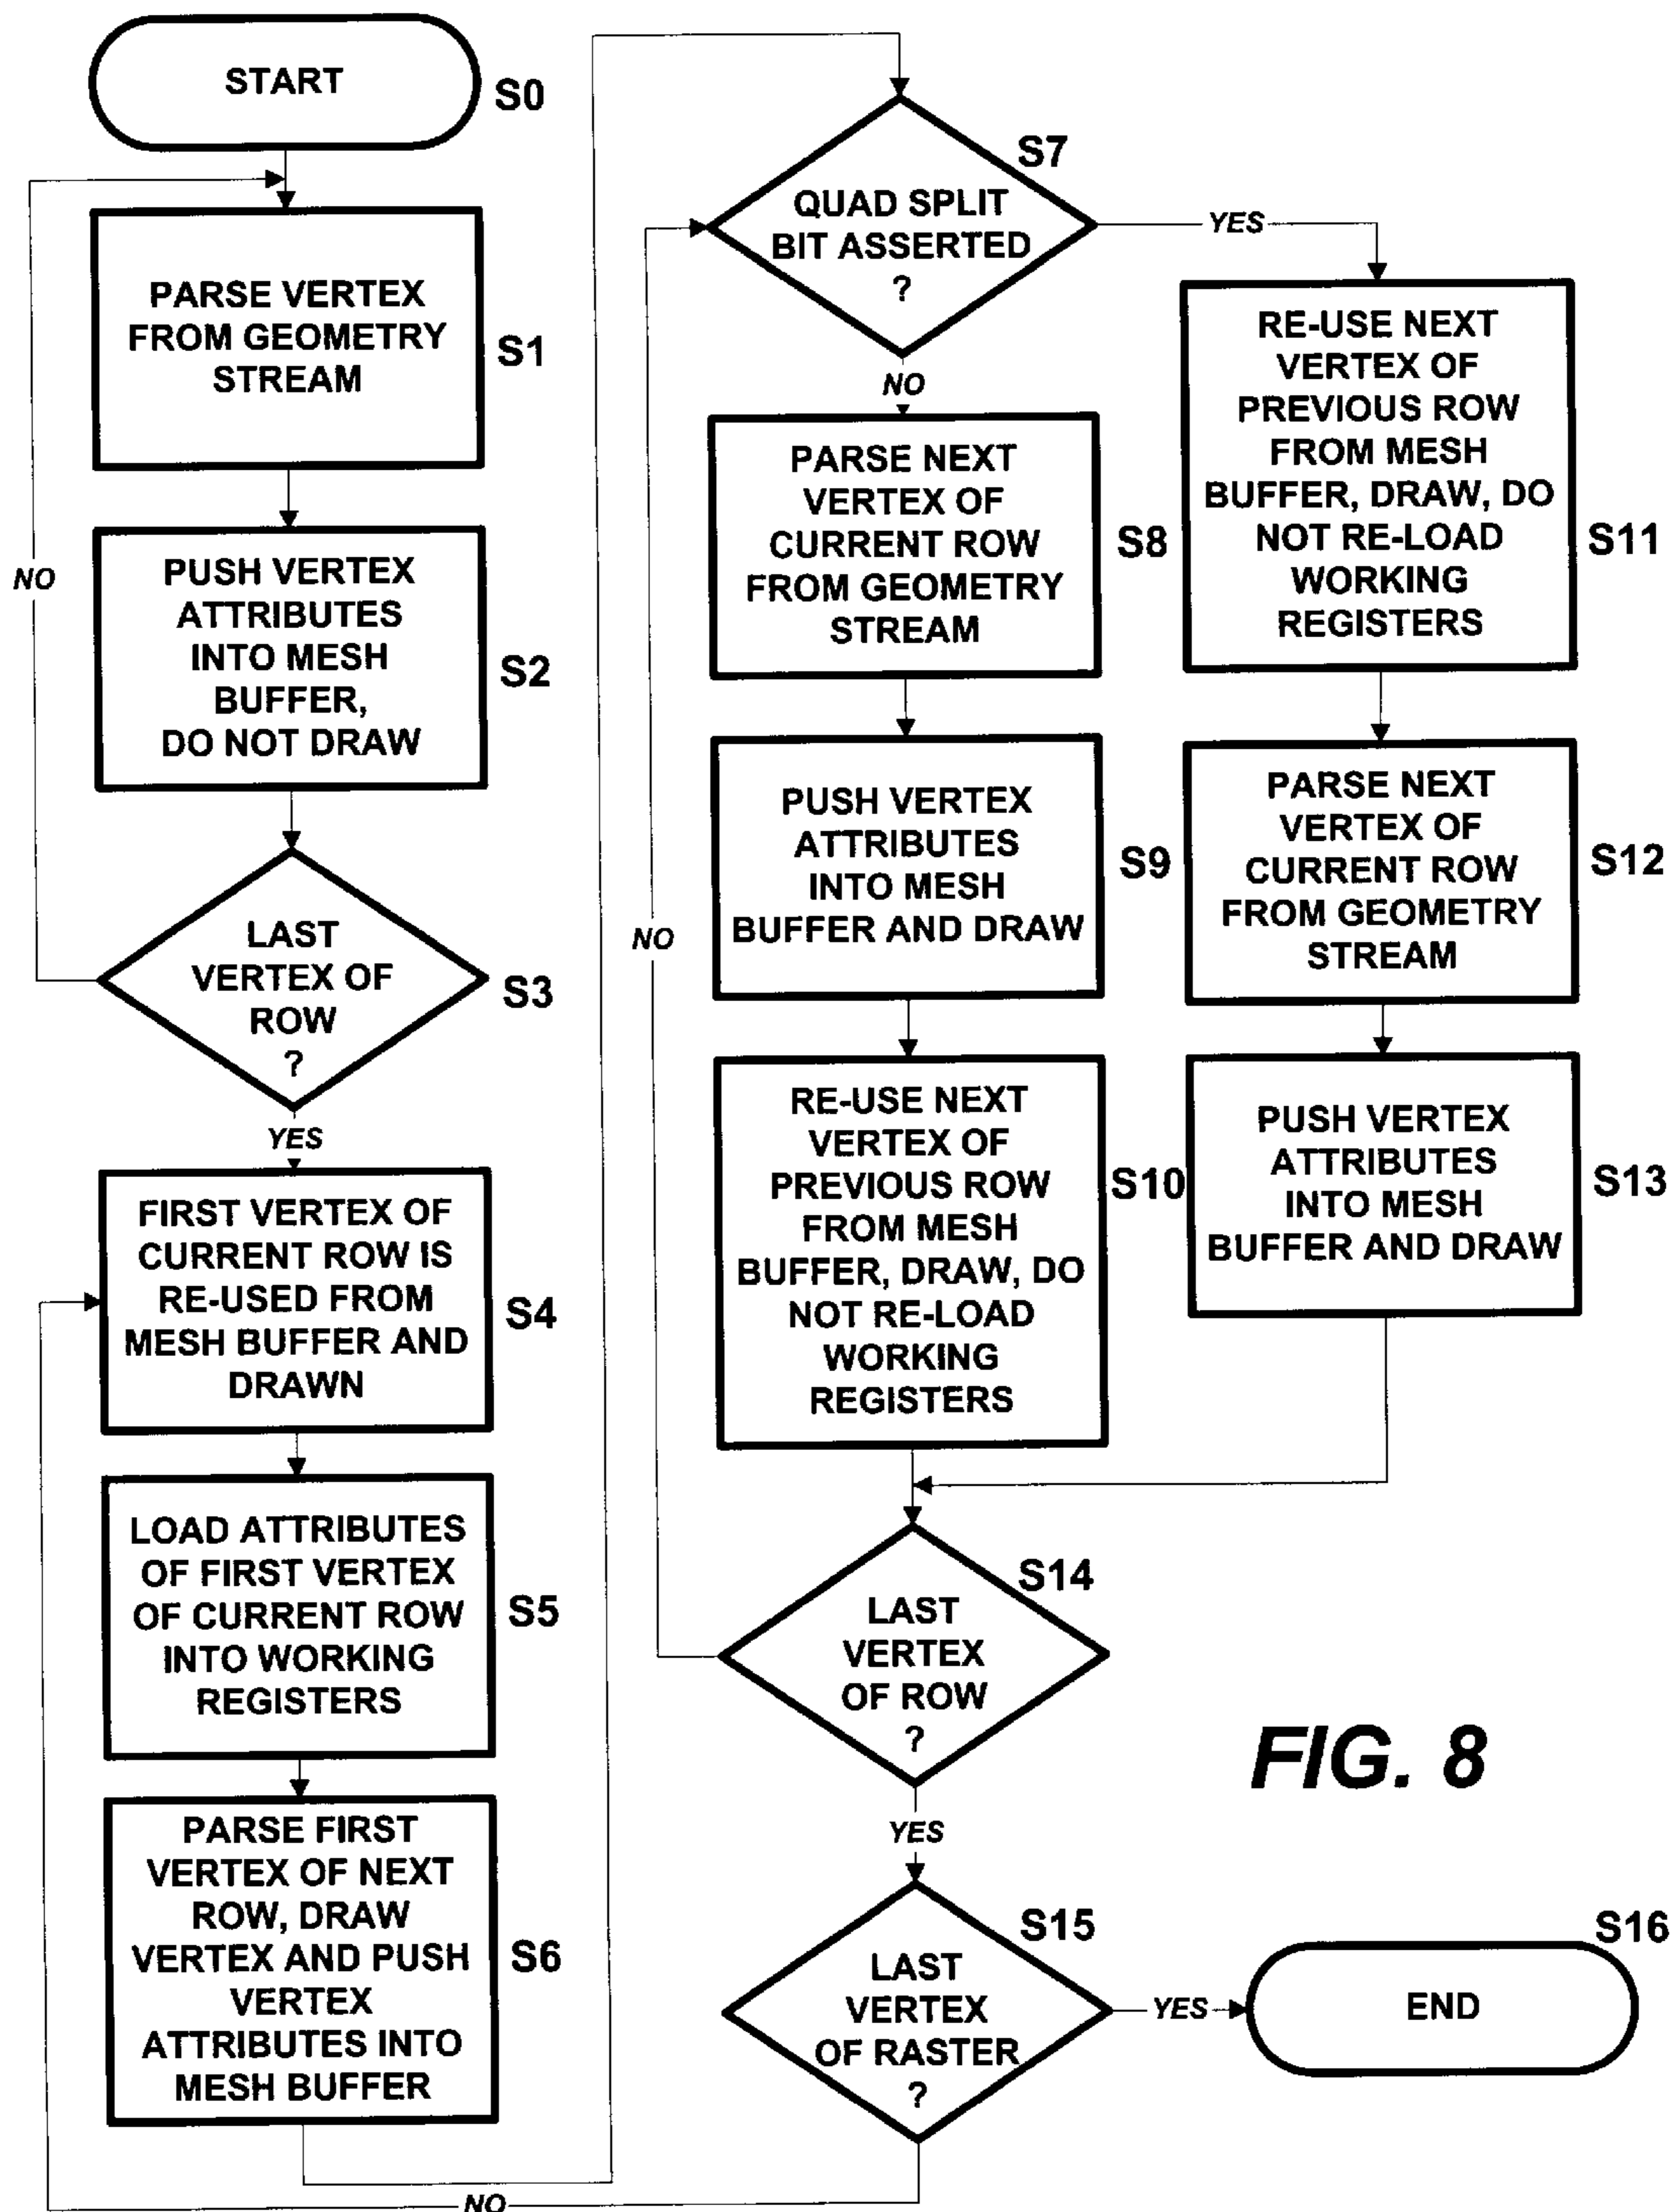 START
S0
PARSE VERTEX
FROM GEOMETRY
STREAM
S1
PUSH VERTEX
ATTRIBUTES
INTO MESH
BUFFER,
DO NOT DRAW
S2
NO
LAST
VERTEX OF
ROW
?
S3
YES
FIRST VERTEX OF
CURRENT ROW IS
RE-USED FROM
MESH BUFFER AND
DRAWN
S4
LOAD ATTRIBUTES
OF FIRST VERTEX
OF CURRENT ROW
INTO WORKING
REGISTERS
S5
PARSE FIRST
VERTEX OF NEXT
ROW, DRAW
VERTEX AND PUSH
VERTEX
ATTRIBUTES INTO
MESH BUFFER
S6
S7
QUAD SPLIT
BIT ASSERTED
?
YES
NO
PARSE NEXT
VERTEX OF
CURRENT ROW
FROM GEOMETRY
STREAM
S8
PUSH VERTEX
ATTRIBUTES
INTO MESH
BUFFER AND DRAW
S9
NO
RE-USE NEXT
VERTEX OF
PREVIOUS ROW
FROM MESH
BUFFER, DRAW, DO
NOT RE-LOAD
WORKING
REGISTERS
S10
RE-USE NEXT
VERTEX OF
PREVIOUS ROW
FROM MESH
BUFFER, DRAW, DO
NOT RE-LOAD
WORKING
REGISTERS
S11
PARSE NEXT
VERTEX OF
CURRENT ROW
FROM GEOMETRY
STREAM
S12
PUSH VERTEX
ATTRIBUTES
INTO MESH
BUFFER AND DRAW
S13
S14
LAST
VERTEX
OF ROW
?
YES
S15
LAST
VERTEX
OF RASTER
?
YES
S16
END
NO
FIG. 8